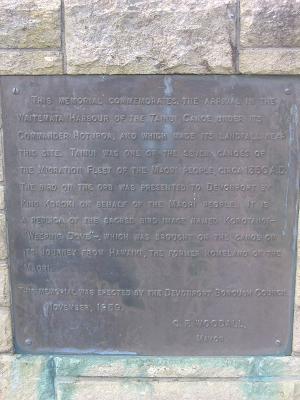 THIS MEMORIAL COMMEMORATES THE ARRIVAL IN THE
WAITEMATA HARBOUR OF THE TAINUI CANOE UNDER ITS
COMMANDER HOTUROA, AND WHICH MADE ITS LANDFALL NEAR
THIS SITE. TAINUI WAS ONE OF THE SEVEN CANOES OF
THE MIGRATION FLEET OF THE MAORI PEOPLE CIRCA 1350 A.D.
THE BIRD ON THE ORB WAS PRESENTED TO DEVONPORT BY
KING KOROKI ON BEHALF OF THE MAORI PEOPLE. IT IS
A REPLICA OF THE SACRED BIRD IMAGE NAMED KOROTANGI-
"WEEPING DOVE"-, WHICH WAS BROUGHT ON THE CANOE ON
ITS JOURNEY FROM HAWAIKI, THE FORMER HOMELAND OF THE
MAORI.
THIS MEMORIAL WAS ERECTED BY THE DEVONPORT BOROUGH COUNCIL
NOVEMBER, 1959.
C. F. WOODALL,
MAYOR